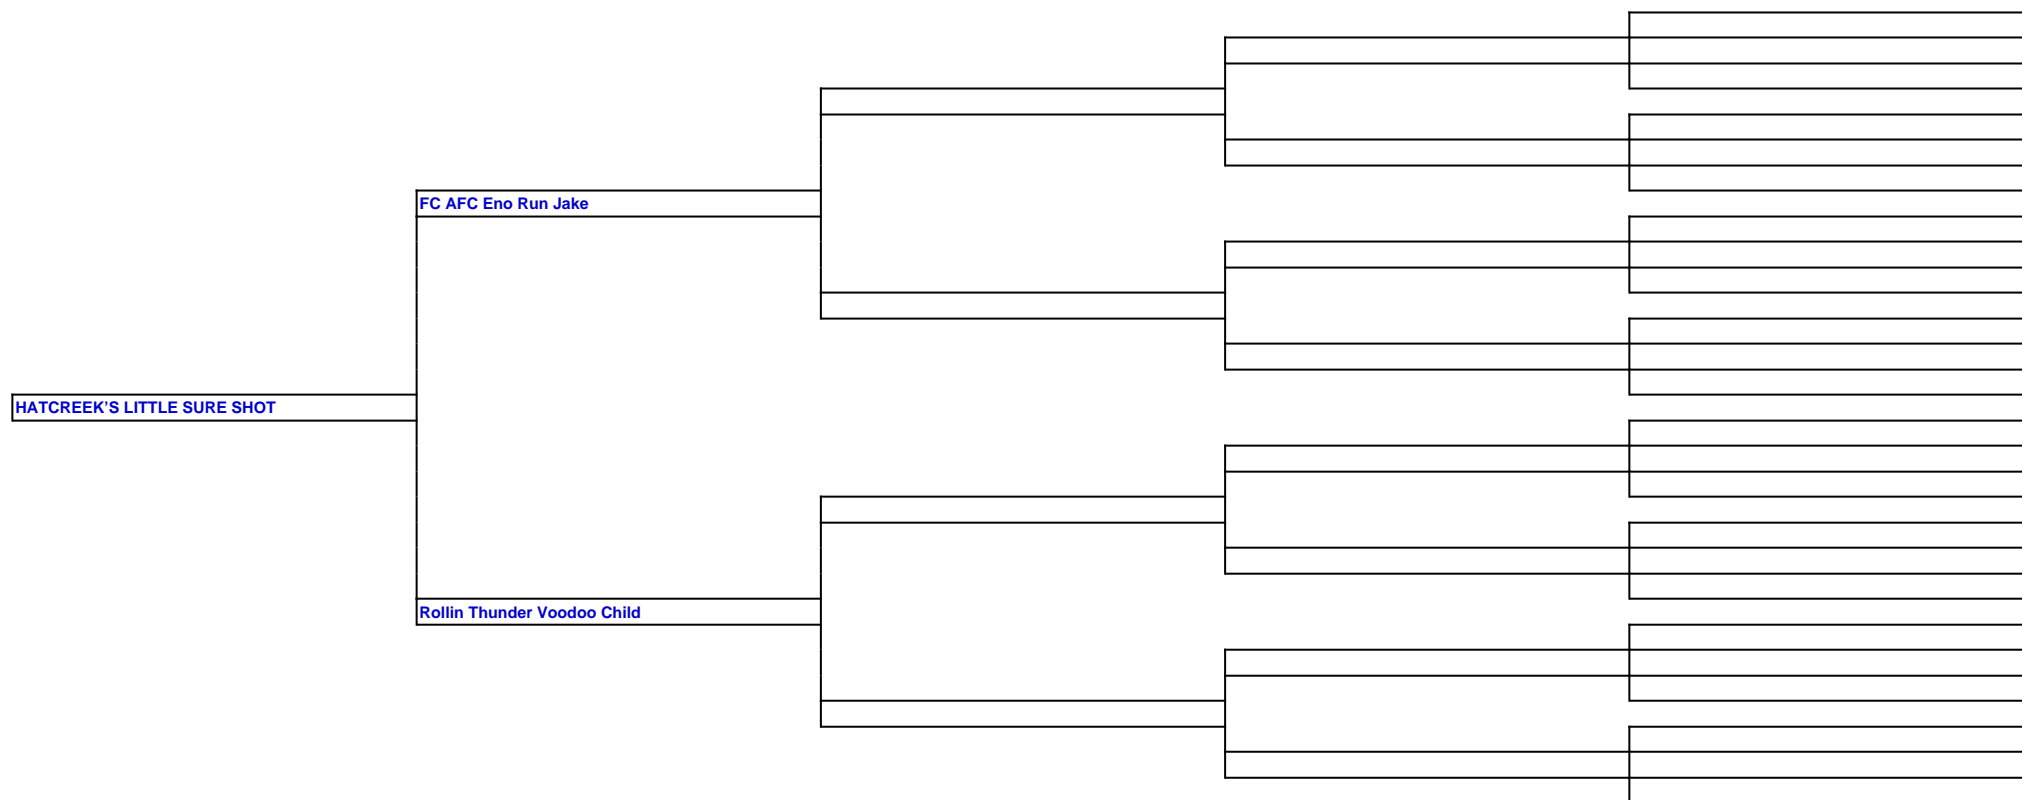 FC AFC Eno Run Jake
HATCREEK’S LITTLE SURE SHOT
Rollin Thunder Voodoo Child